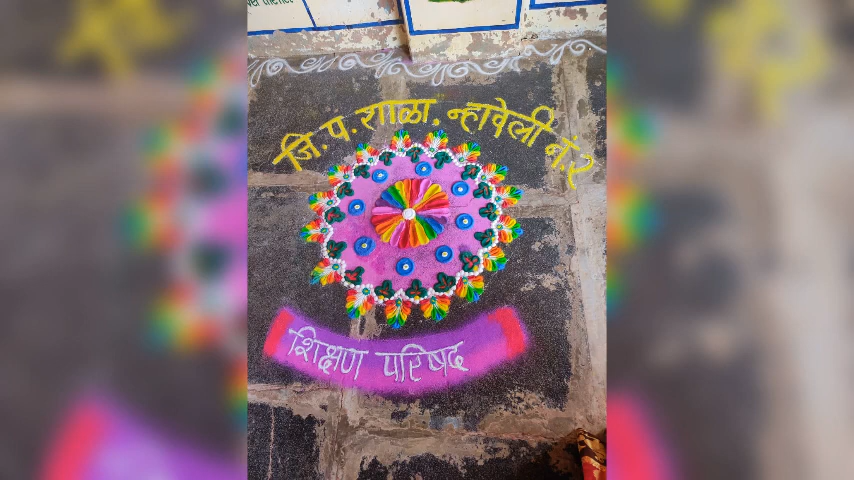 जि. प. शाळा. न्हावेली नं. २
शिक्षण परिषद